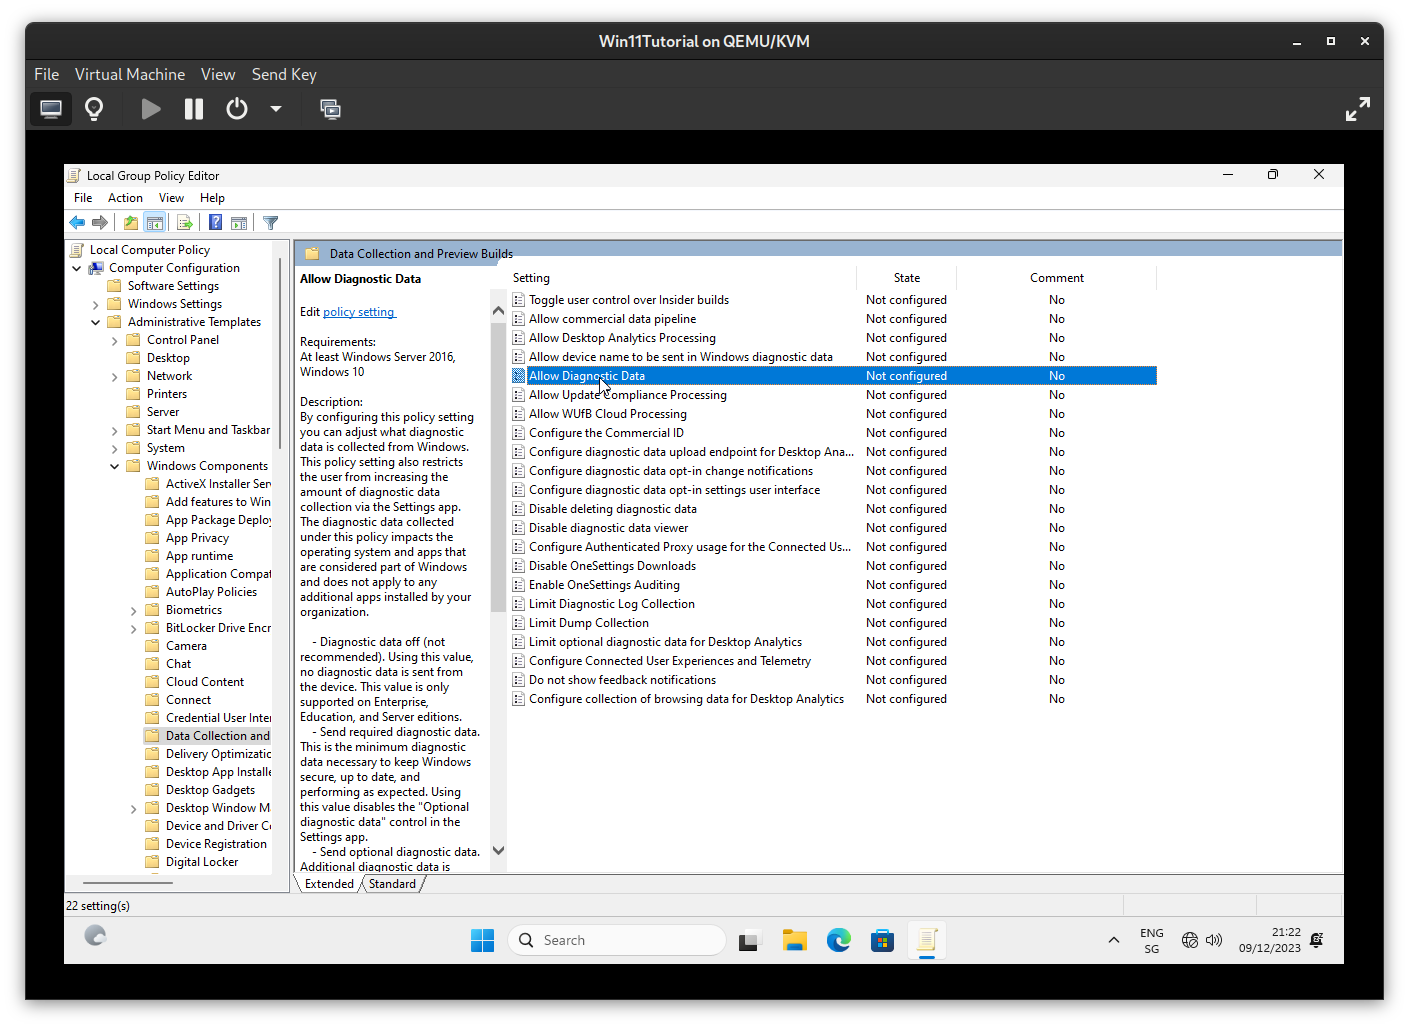 Win11Tutorial on QEMU/KVM
File Virtual Machine View Send Key
Local Group Policy Editor
File Action View Help
Local Computer Policy
Computer Configuration
Software Settings
Windows Settings
Administrative Templates
Control Panel
Desktop
Network
Printers
Server
Start Menu and Taskbar
System
Windows Components
ActiveX Installer Ser
Add features to Win
App Package Deploy
App Privacy
App runtime
Application Compat
AutoPlay Policies
Biometrics
BitLocker Drive Encr
Camera
Chat
Cloud Content
Connect
Credential User Inter
Data Collection and
Delivery Optimizatic
Desktop App Installe
Desktop Gadgets
Desktop Window M
Device and Driver C
Device Registration
Digital Locker
Data Collection and Preview Builds
Allow Diagnostic Data
Edit policy setting
Requirements:
At least Windows Server 2016,
Windows 10
Description:
By configuring this policy setting
you can adjust what diagnostic
data is collected from Windows.
This policy setting also restricts
the user from increasing the
amount of diagnostic data
collection via the Settings app.
The diagnostic data collected
under this policy impacts the
operating system and apps that
are considered part of Windows
and does not apply to any
additional apps installed by your
organization.
- Diagnostic data off (not
recommended). Using this value,
no diagnostic data is sent from
the device. This value is only
supported on Enterprise,
Education, and Server editions.
- Send required diagnostic data.
This is the minimum diagnostic
data necessary to keep Windows
secure, up to date, and
performing as expected. Using
this value disables the "Optional
diagnostic data" control in the
Settings app.
- Send optional diagnostic data.
Additional diagnostic data is
Setting State Comment
Toggle user control over Insider builds Not configured No
Allow commercial data pipeline Not configured No
Allow Desktop Analytics Processing Not configured No
Allow device name to be sent in Windows diagnostic data Not configured No
Allow Diagnostic Data Not configured No
Allow Update Compliance Processing Not configured No
Allow WUfB Cloud Processing Not configured No
Configure the Commercial ID Not configured No
Configure diagnostic data upload endpoint for Desktop Ana... Not configured No
Configure diagnostic data opt-in change notifications Not configured No
Configure diagnostic data opt-in settings user interface Not configured No
Disable deleting diagnostic data Not configured No
Disable diagnostic data viewer Not configured No
Configure Authenticated Proxy usage for the Connected Us... Not configured No
Disable OneSettings Downloads Not configured No
Enable OneSettings Auditing Not configured No
Limit Diagnostic Log Collection Not configured No
Limit Dump Collection Not configured No
Limit optional diagnostic data for Desktop Analytics Not configured No
Configure Connected User Experiences and Telemetry Not configured No
Do not show feedback notifications Not configured No
Configure collection of browsing data for Desktop Analytics Not configured No
Extended Standard
22 setting(s)
Search
ENG
SG
21:22
09/12/2023